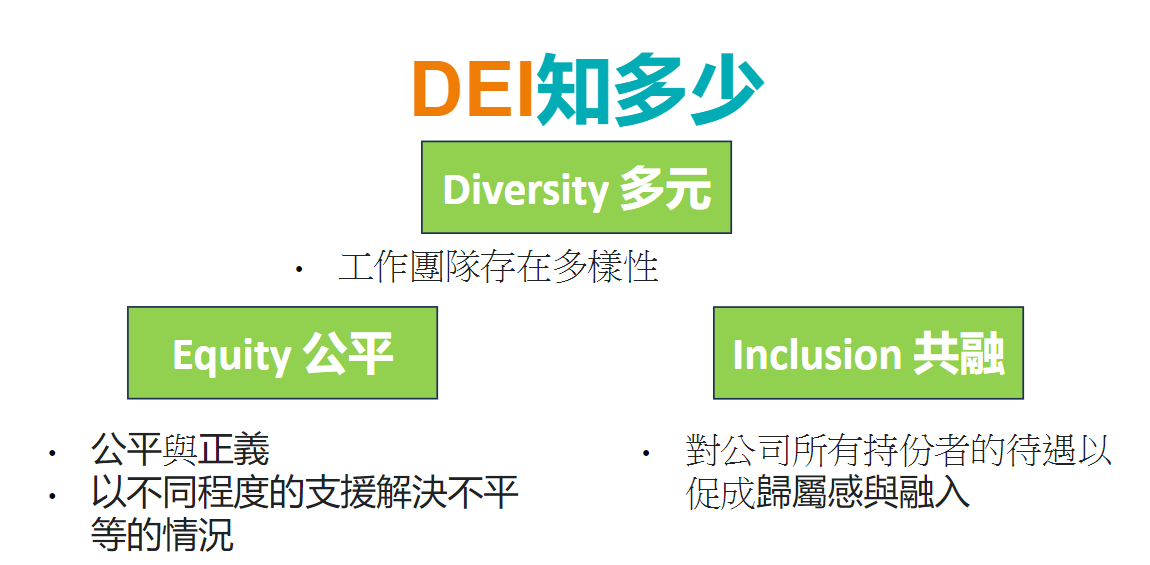 DEI知多少
Diversity 多元
• 工作團隊存在多樣性
Equity 公平
• 公平與正義
• 以不同程度的支援解決不平
等的情況
Inclusion 共融
• 對公司所有持份者的待遇以
促成歸屬感與融入